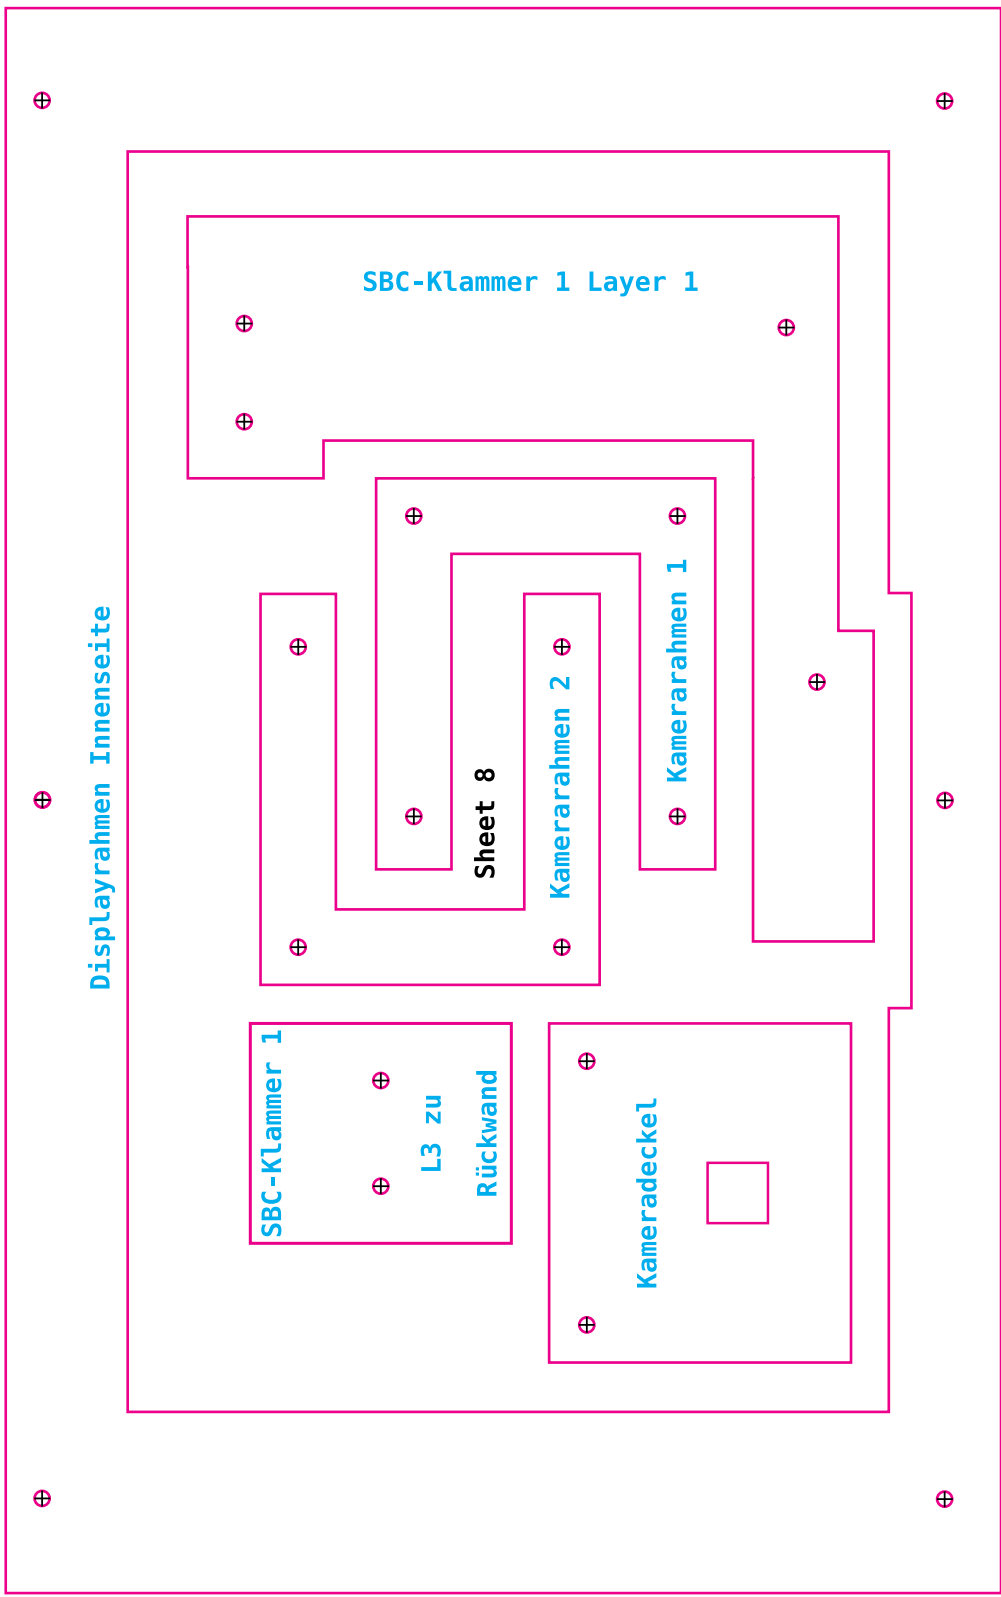 SBC-Klammer 1 Layer 1
Displayrahmen Innenseite
Kamerarahmen 1
Kamerarahmen 2
Sheet 8
SBC-Klammer 1
L3 zu
Rückwand
Kameradeckel